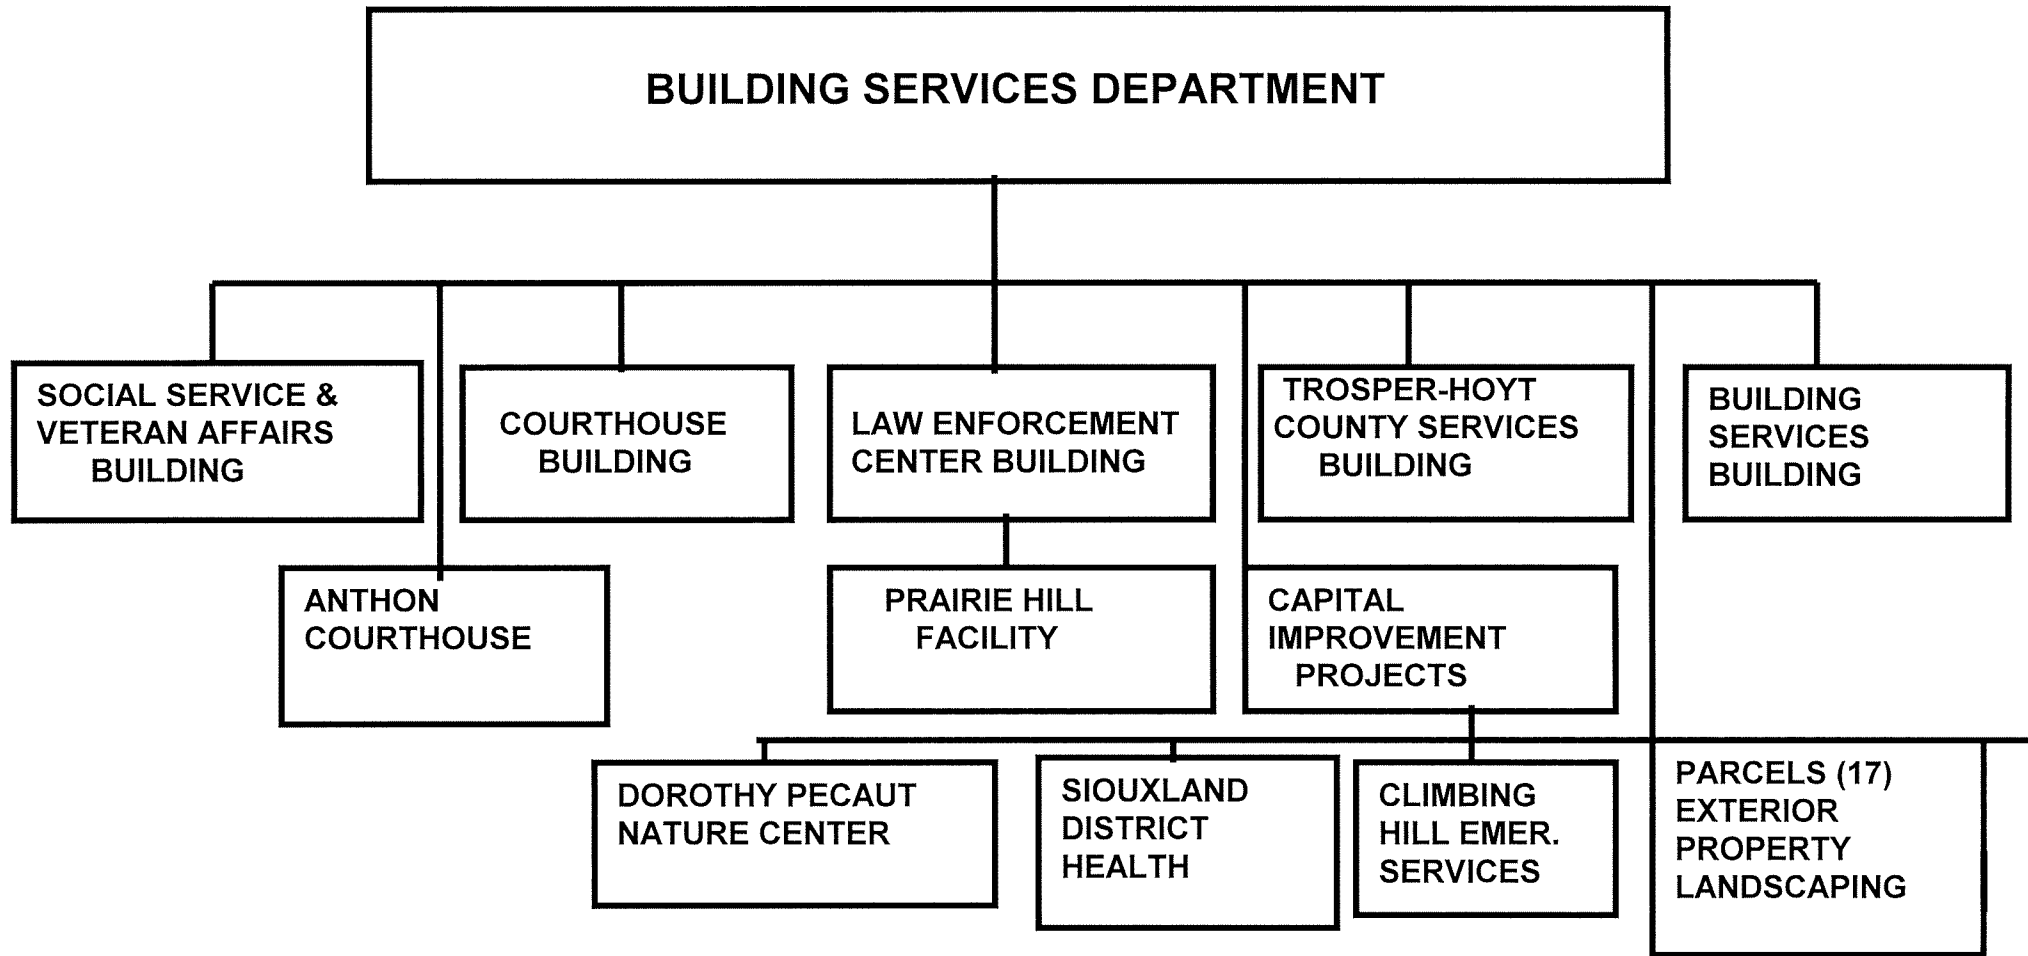 BUILDING SERVICES DEPARTMENT
SOCIAL SERVICE &
VETERAN AFFAIRS
BUILDING
COURTHOUSE
BUILDING
LAW ENFORCEMENT
CENTER BUILDING
TROSPER-HOYT
COUNTY SERVICES
BUILDING
BUILDING
SERVICES
BUILDING
ANTHON
COURTHOUSE
PRAIRIE HILL
FACILITY
CAPITAL
IMPROVEMENT
PROJECTS
DOROTHY PECAUT
NATURE CENTER
SIOUXLAND
DISTRICT
HEALTH
CLIMBING
HILL EMER.
SERVICES
PARCELS (17)
EXTERIOR
PROPERTY
LANDSCAPING